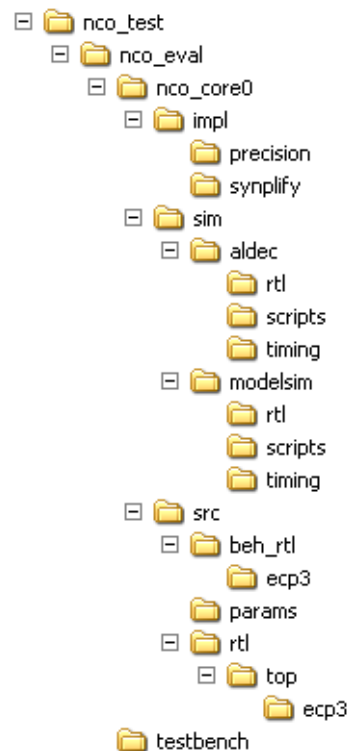 nco_test
nco_eval
nco_core0
impl
precision
synplify
sim
aldec
rtl
scripts
timing
modelsim
rtl
scripts
timing
src
beh_rtl
ecp3
params
rtl
top
ecp3
testbench